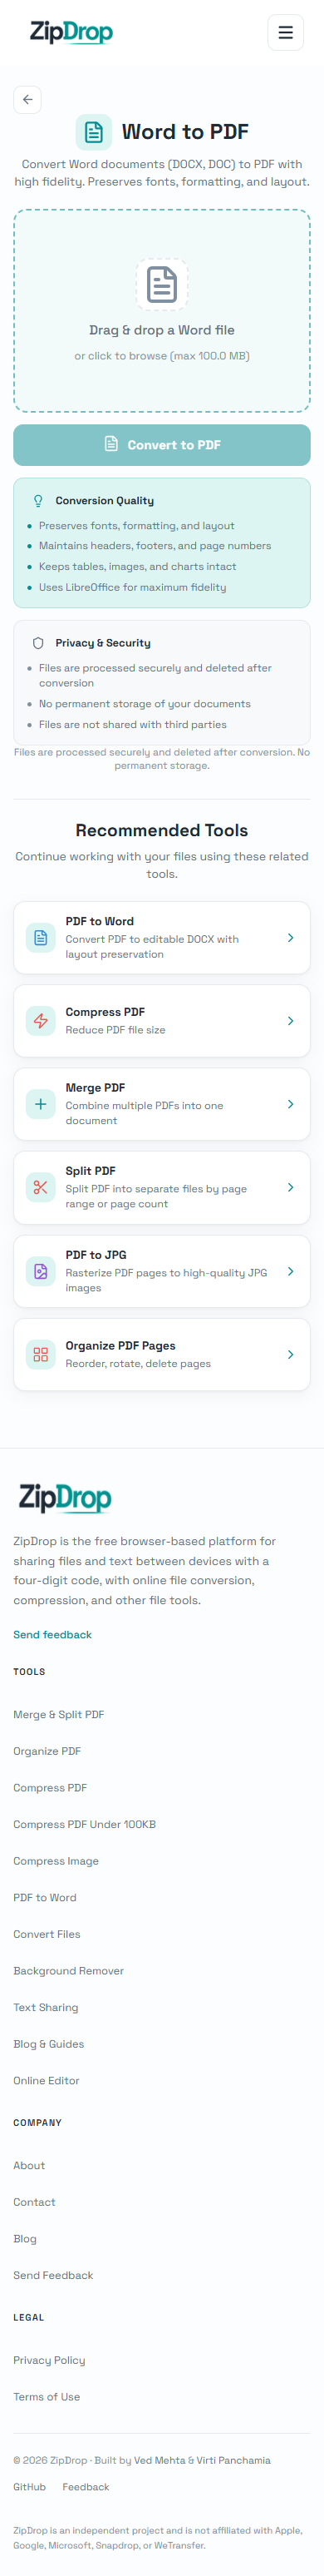 ZipDrop
Word to PDF
Convert Word documents (DOCX, DOC) to PDF with
high fidelity. Preserves fonts, formatting, and layout.
Drag & drop a Word file
or click to browse (max 100.0 MB)
Convert to PDF
Conversion Quality
Preserves fonts, formatting, and layout
Maintains headers, footers, and page numbers
Keeps tables, images, and charts intact
Uses LibreOffice for maximum fidelity
Privacy & Security
Files are processed securely and deleted after
conversion
No permanent storage of your documents
Files are not shared with third parties
Files are processed securely and deleted after conversion. No
permanent storage.
Recommended Tools
Continue working with your files using these related
tools.
PDF to Word
Convert PDF to editable DOCX with
layout preservation
Compress PDF
Reduce PDF file size
Merge PDF
Combine multiple PDFs into one
document
Split PDF
Split PDF into separate files by page
range or page count
PDF to JPG
Rasterize PDF pages to high-quality JPG
images
Organize PDF Pages
Reorder, rotate, delete pages
ZipDrop
ZipDrop is the free browser-based platform for
sharing files and text between devices with a
four-digit code, with online file conversion,
compression, and other file tools.
Send feedback
TOOLS
Merge & Split PDF
Organize PDF
Compress PDF
Compress PDF Under 100KB
Compress Image
PDF to Word
Convert Files
Background Remover
Text Sharing
Blog & Guides
Online Editor
COMPANY
About
Contact
Blog
Send Feedback
LEGAL
Privacy Policy
Terms of Use
© 2026 ZipDrop · Built by Ved Mehta & Virti Panchamia
GitHub Feedback
ZipDrop is an independent project and is not affiliated with Apple,
Google, Microsoft, Snapdrop, or WeTransfer.